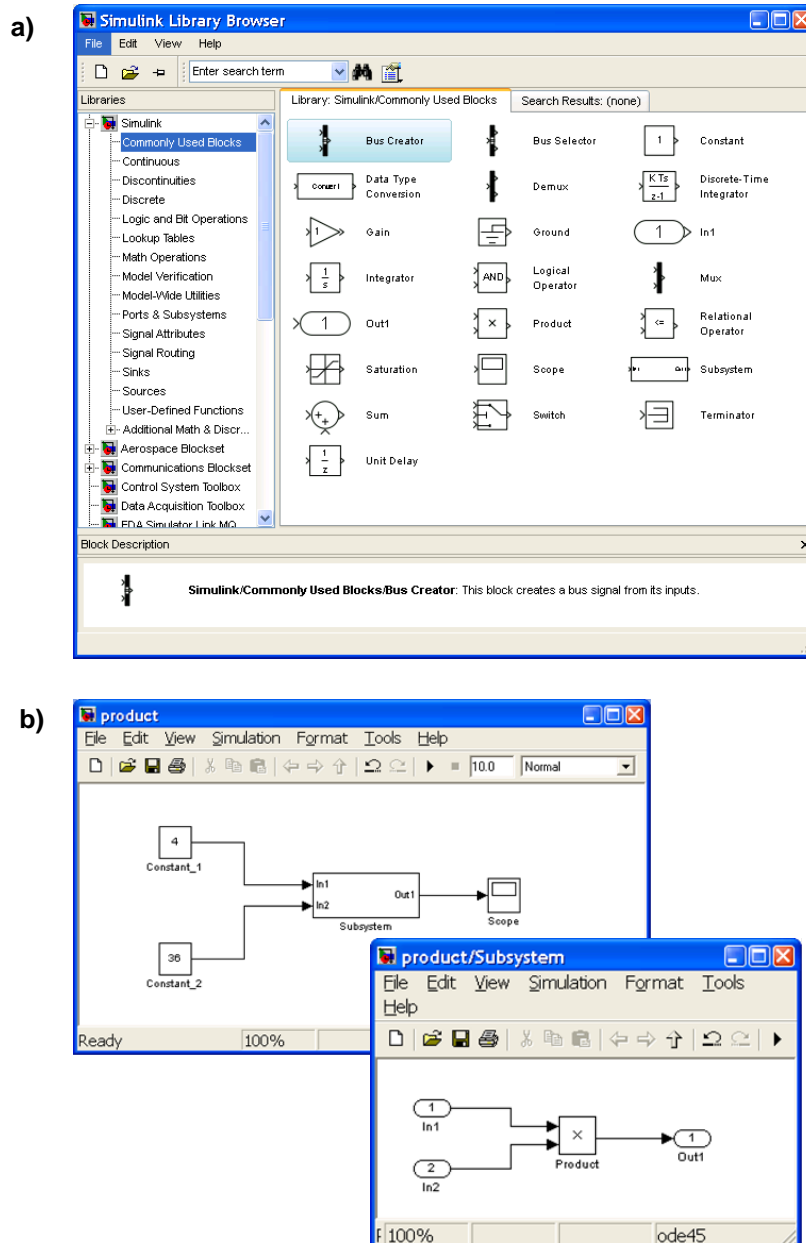 a)
Simulink Library Browser
File Edit View Help
Enter search term
Libraries
Library: Simulink/Commonly Used Blocks Search Results: (none)
Simulink
Commonly Used Blocks
Continuous
Discontinuities
Discrete
Logic and Bit Operations
Lookup Tables
Math Operations
Model Verification
Model-Wide Utilities
Ports & Subsystems
Signal Attributes
Signal Routing
Sinks
Sources
User-Defined Functions
Additional Math & Discr...
Aerospace Blockset
Communications Blockset
Control System Toolbox
Data Acquisition Toolbox
EDA Simulator Link MQ
Bus Creator
Bus Selector
1 Constant
Convert Data Type Conversion
Demux
K Ts
z-1
Discrete-Time Integrator
1 Gain
Ground
1 In1
1
s
Integrator
AND Logical Operator
Mux
1 Out1
× Product
<= Relational Operator
Saturation
Scope
Subsystem
+
+
Sum
Switch
Terminator
1
z
Unit Delay
Block Description
Simulink/Commonly Used Blocks/Bus Creator: This block creates a bus signal from its inputs.
b)
product
File Edit View Simulation Format Tools Help
10.0 Normal
4
Constant_1
36
Constant_2
In1
In2
Out1
Subsystem
Scope
Ready 100%
product/Subsystem
File Edit View Simulation Format Tools
Help
1
In1
2
In2
×
Product
1
Out1
100% ode45